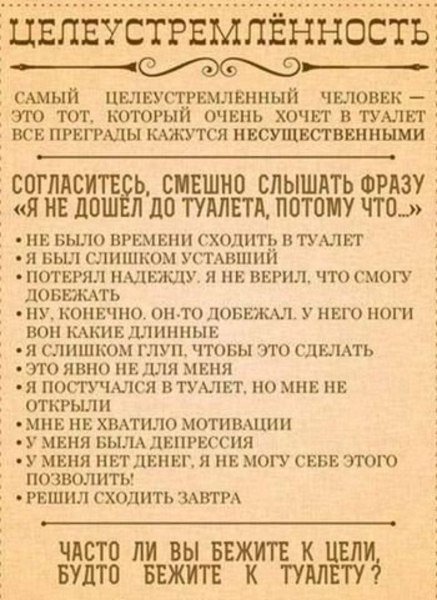 ЦЕЛЕУСТРЕМЛЁННОСТЬ
САМЫЙ ЦЕЛЕУСТРЕМЛЁННЫЙ ЧЕЛОВЕК —
ЭТО ТОТ, КОТОРЫЙ ОЧЕНЬ ХОЧЕТ В ТУАЛЕТ
ВСЕ ПРЕГРАДЫ КАЖУТСЯ НЕСУЩЕСТВЕННЫМИ
СОГЛАСИТЕСЬ, СМЕШНО СЛЫШАТЬ ФРАЗУ
«Я НЕ ДОШЁЛ ДО ТУАЛЕТА, ПОТОМУ ЧТО...»
• НЕ БЫЛО ВРЕМЕНИ СХОДИТЬ В ТУАЛЕТ
• Я БЫЛ СЛИШКОМ УСТАВШИЙ
• ПОТЕРЯЛ НАДЕЖДУ. Я НЕ ВЕРИЛ, ЧТО СМОГУ
ДОБЕЖАТЬ
• НУ, КОНЕЧНО. ОН-ТО ДОБЕЖАЛ. У НЕГО НОГИ
ВОН КАКИЕ ДЛИННЫЕ
• Я СЛИШКОМ ГЛУП, ЧТОБЫ ЭТО СДЕЛАТЬ
• ЭТО ЯВНО НЕ ДЛЯ МЕНЯ
• Я ПОСТУЧАЛСЯ В ТУАЛЕТ, НО МНЕ НЕ
ОТКРЫЛИ
• МНЕ НЕ ХВАТИЛО МОТИВАЦИИ
• У МЕНЯ БЫЛА ДЕПРЕССИЯ
• У МЕНЯ НЕТ ДЕНЕГ, Я НЕ МОГУ СЕБЕ ЭТОГО
ПОЗВОЛИТЬ!
• РЕШИЛ СХОДИТЬ ЗАВТРА
ЧАСТО ЛИ ВЫ БЕЖИТЕ К ЦЕЛИ,
БУДТО БЕЖИТЕ К ТУАЛЕТУ?